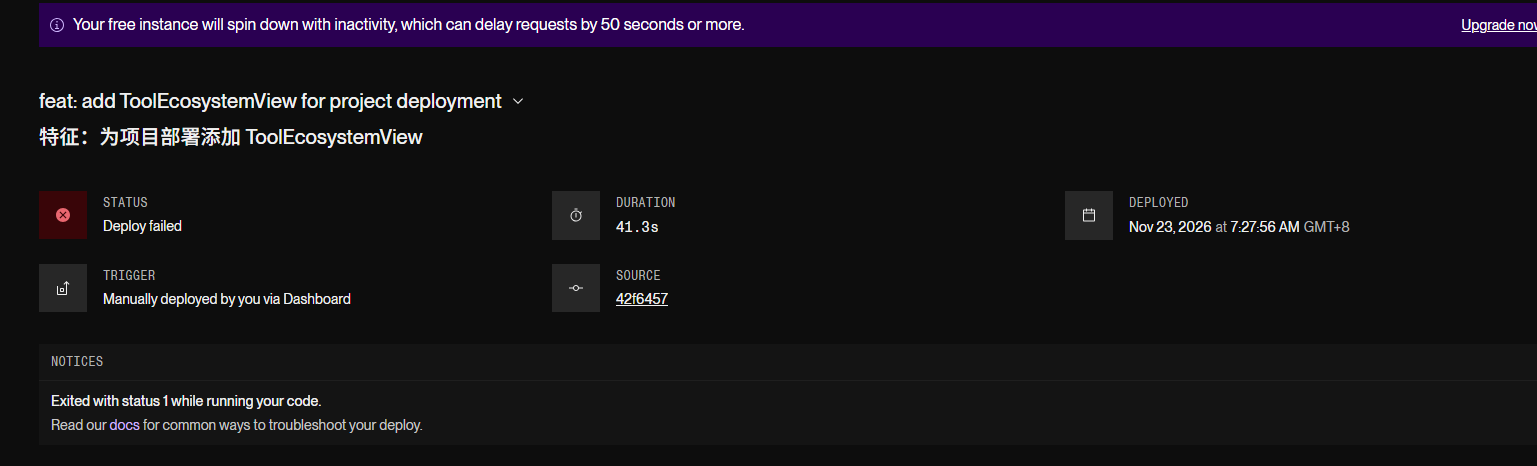 Your free instance will spin down with inactivity, which can delay requests by 50 seconds or more.
Upgrade now
feat: add ToolEcosystemView for project deployment
特征：为项目部署添加 ToolEcosystemView
STATUS
Deploy failed
DURATION
41.3s
DEPLOYED
Nov 23, 2026 at 7:27:56 AM GMT+8
TRIGGER
Manually deployed by you via Dashboard
SOURCE
42f6457
NOTICES
Exited with status 1 while running your code.
Read our docs for common ways to troubleshoot your deploy.